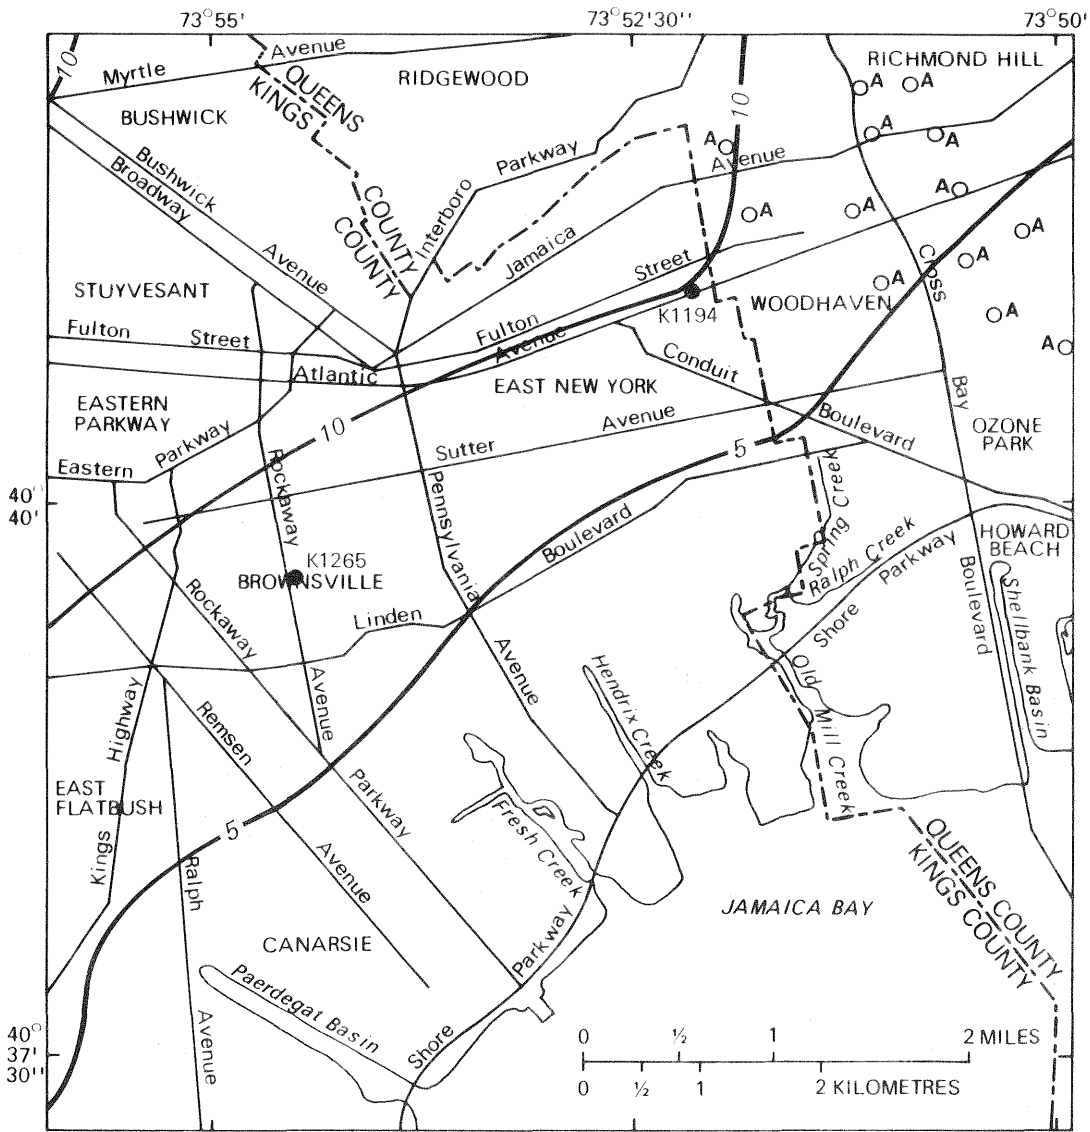 73°55'
73°52'30''
73°50'
10
Myrtle
Avenue
QUEENS
KINGS
RIDGEWOOD
RICHMOND HILL
A
A
BUSHWICK
10
A
A
A
Bushwick
Broadway
Parkway
Avenue
COUNTY
COUNTY
Interboro
A
A
A
A
Jamaica
Avenue
Street
Cross
A
A
STUYVESANT
K1194
WOODHAVEN
A
A
Fulton
Street
Fulton
Avenue
Atlantic
Conduit
EAST NEW YORK
Bay
EASTERN
PARKWAY
10
Avenue
Boulevard
OZONE
PARK
Parkway
Sutter
5
Eastern
Rockaway
Pennsylvania
Creek
40°
40'
Boulevard
Spring
Ralph Creek
Parkway
HOWARD
BEACH
K1265
BROWNSVILLE
Rockaway
Linden
Shore
Boulevard
Shellbank Basin
Avenue
Avenue
Hendrix Creek
Old
Mill Creek
Highway
Remsen
EAST
FLATBUSH
Parkway
5
Fresh Creek
Kings
Ralph
Avenue
QUEENS COUNTY
KINGS COUNTY
JAMAICA BAY
CANARSIE
Parkway
Paerdegat Basin
Shore
Avenue
40°
37'
30''
0 ½ 1 2 MILES
0 ½ 1 2 KILOMETRES